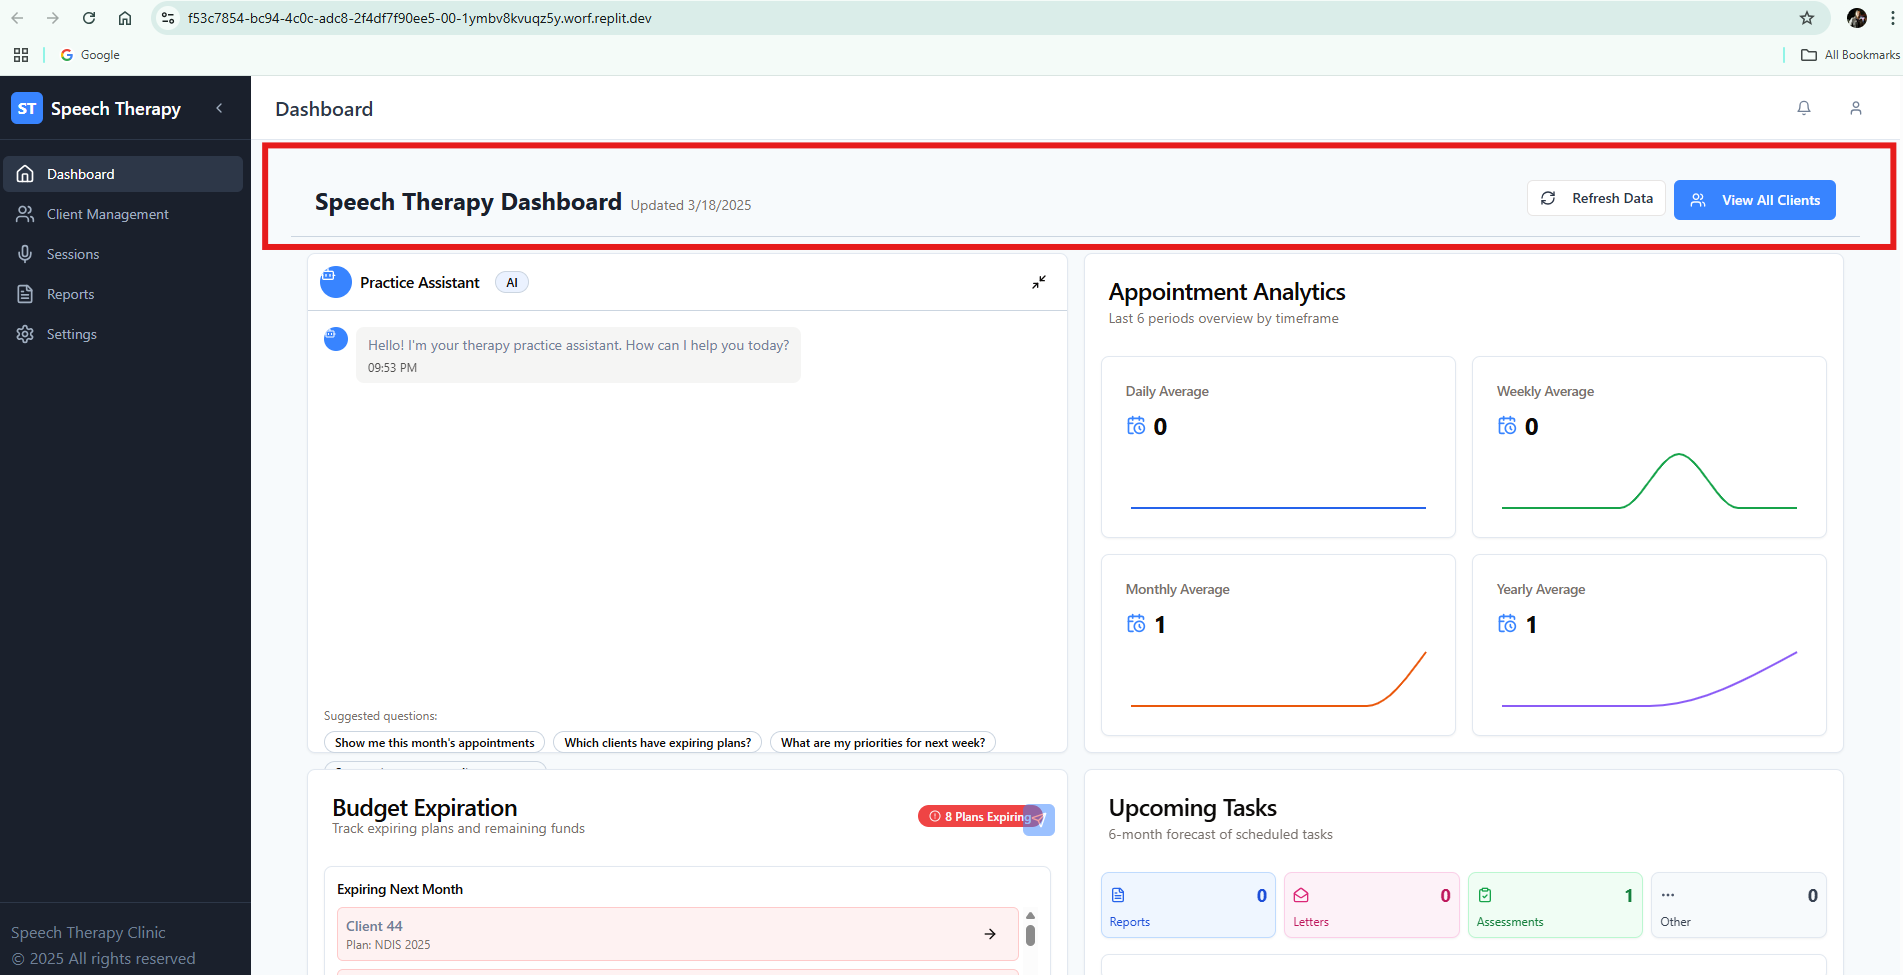 f53c7854-bc94-4c0c-adc8-2f4df7f90ee5-00-1ymbv8kvuqz5y.worf.replit.dev
Google
All Bookmarks
ST Speech Therapy
Dashboard
Client Management
Sessions
Reports
Settings
Speech Therapy Clinic
© 2025 All rights reserved
Dashboard
Speech Therapy Dashboard Updated 3/18/2025
Refresh Data
View All Clients
Practice Assistant AI
Hello! I'm your therapy practice assistant. How can I help you today?
09:53 PM
Suggested questions:
Show me this month's appointments
Which clients have expiring plans?
What are my priorities for next week?
Appointment Analytics
Last 6 periods overview by timeframe
Daily Average
0
Weekly Average
0
Monthly Average
1
Yearly Average
1
Budget Expiration
Track expiring plans and remaining funds
8 Plans Expiring
Expiring Next Month
Client 44
Plan: NDIS 2025
Upcoming Tasks
6-month forecast of scheduled tasks
0
Reports
0
Letters
1
Assessments
0
Other